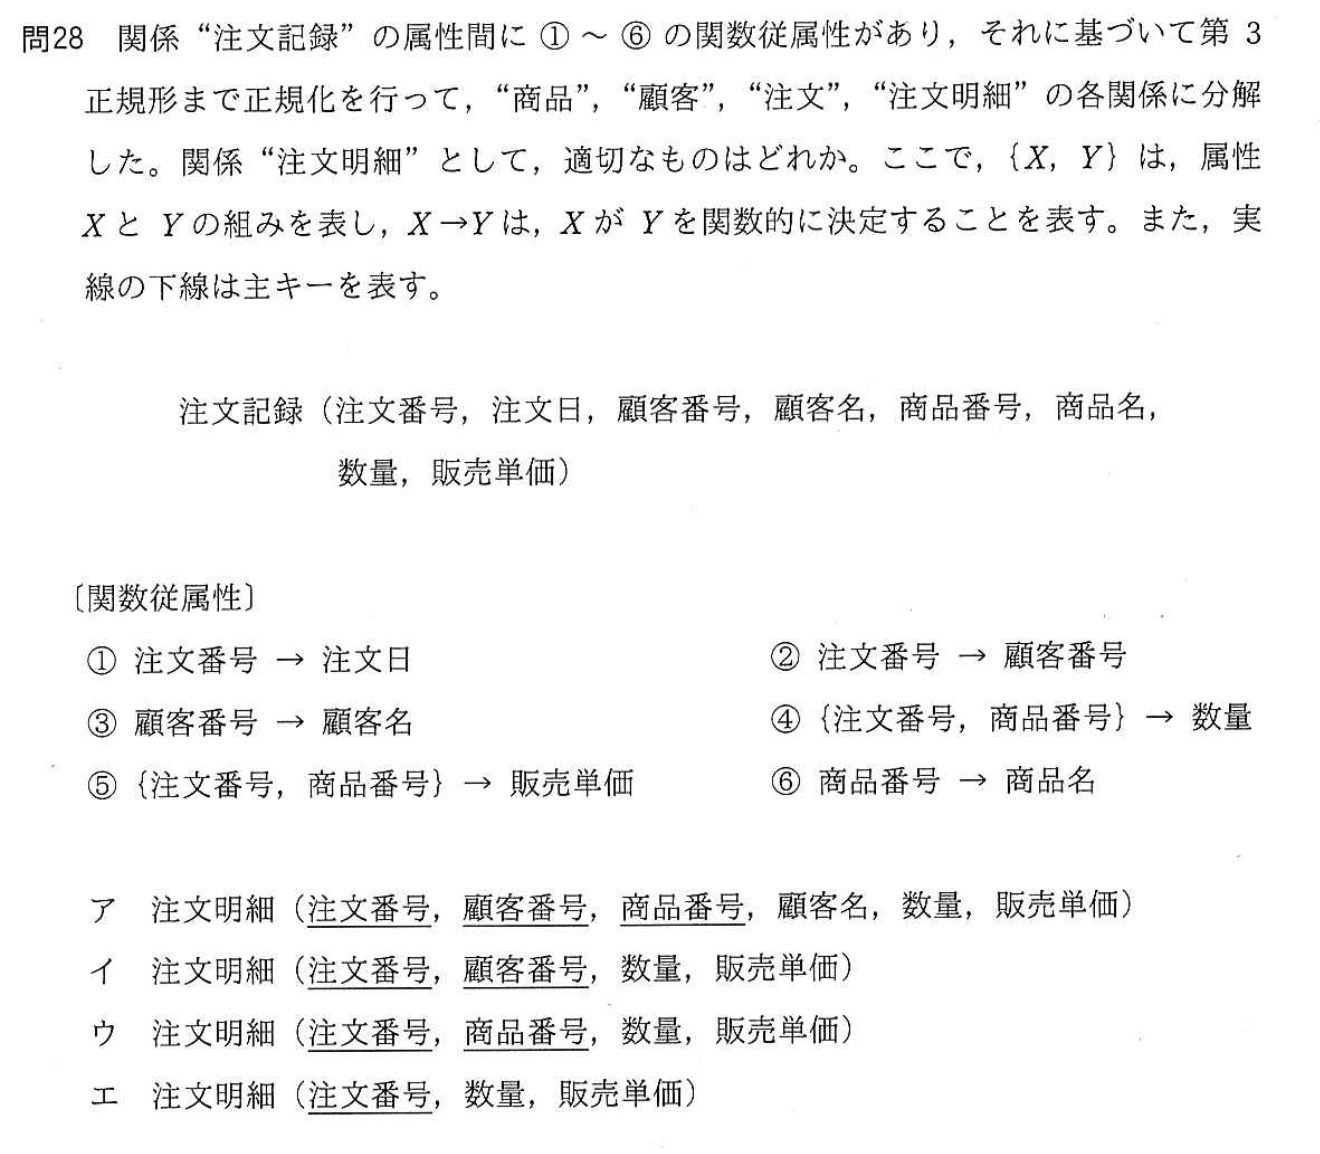 問28 関係“注文記録”の属性間に①～⑥の関数従属性があり，それに基づいて第3
正規形まで正規化を行って，“商品”，“顧客”，“注文”，“注文明細”の各関係に分解
した。関係“注文明細”として，適切なものはどれか。ここで，{X，Y}は，属性
XとYの組みを表し，X→Yは，XがYを関数的に決定することを表す。また，実
線の下線は主キーを表す。
注文記録（注文番号，注文日，顧客番号，顧客名，商品番号，商品名，
数量，販売単価）
〔関数従属性〕
① 注文番号 → 注文日 ② 注文番号 → 顧客番号
③ 顧客番号 → 顧客名 ④ {注文番号，商品番号} → 数量
⑤ {注文番号，商品番号} → 販売単価 ⑥ 商品番号 → 商品名
ア 注文明細（注文番号，顧客番号，商品番号，顧客名，数量，販売単価）
イ 注文明細（注文番号，顧客番号，数量，販売単価）
ウ 注文明細（注文番号，商品番号，数量，販売単価）
エ 注文明細（注文番号，数量，販売単価）